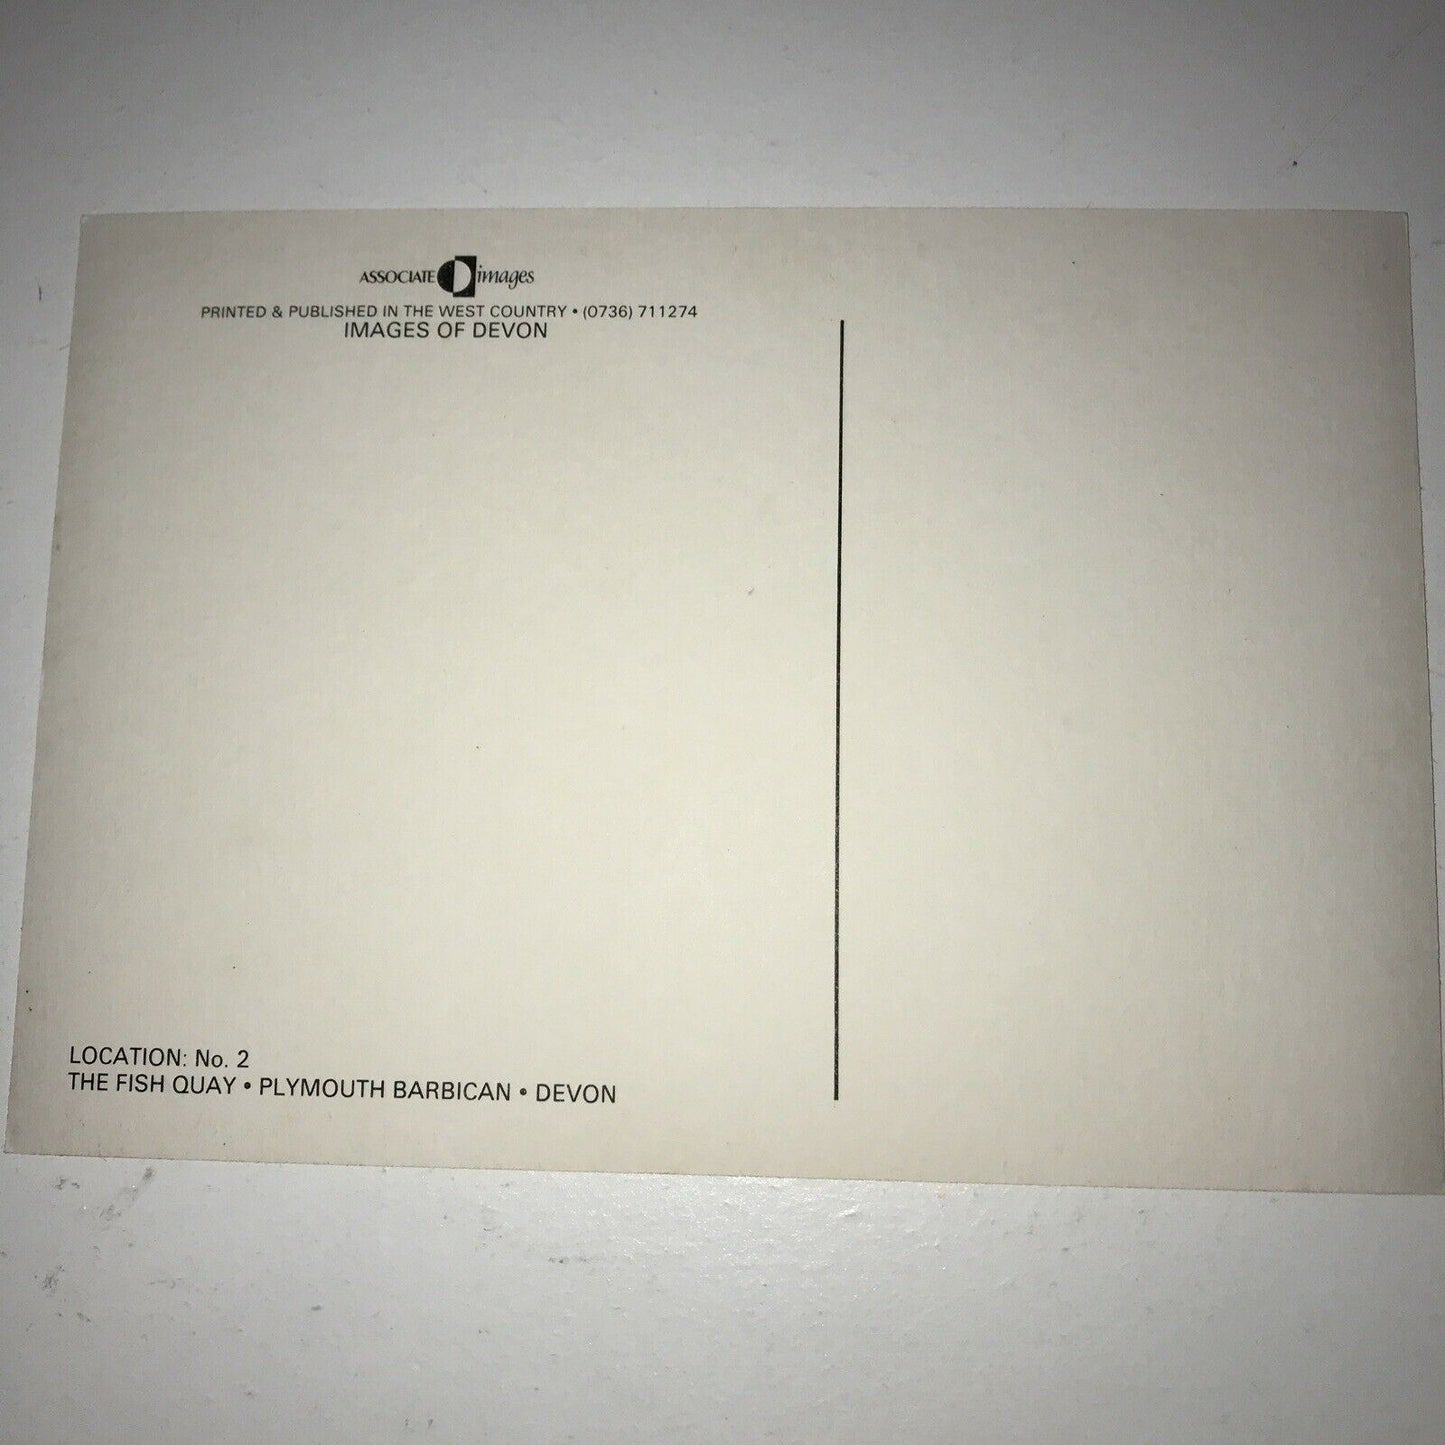 ASSOCIATE images
PRINTED & PUBLISHED IN THE WEST COUNTRY • (0736) 711274
IMAGES OF DEVON
LOCATION: No. 2
THE FISH QUAY • PLYMOUTH BARBICAN • DEVON